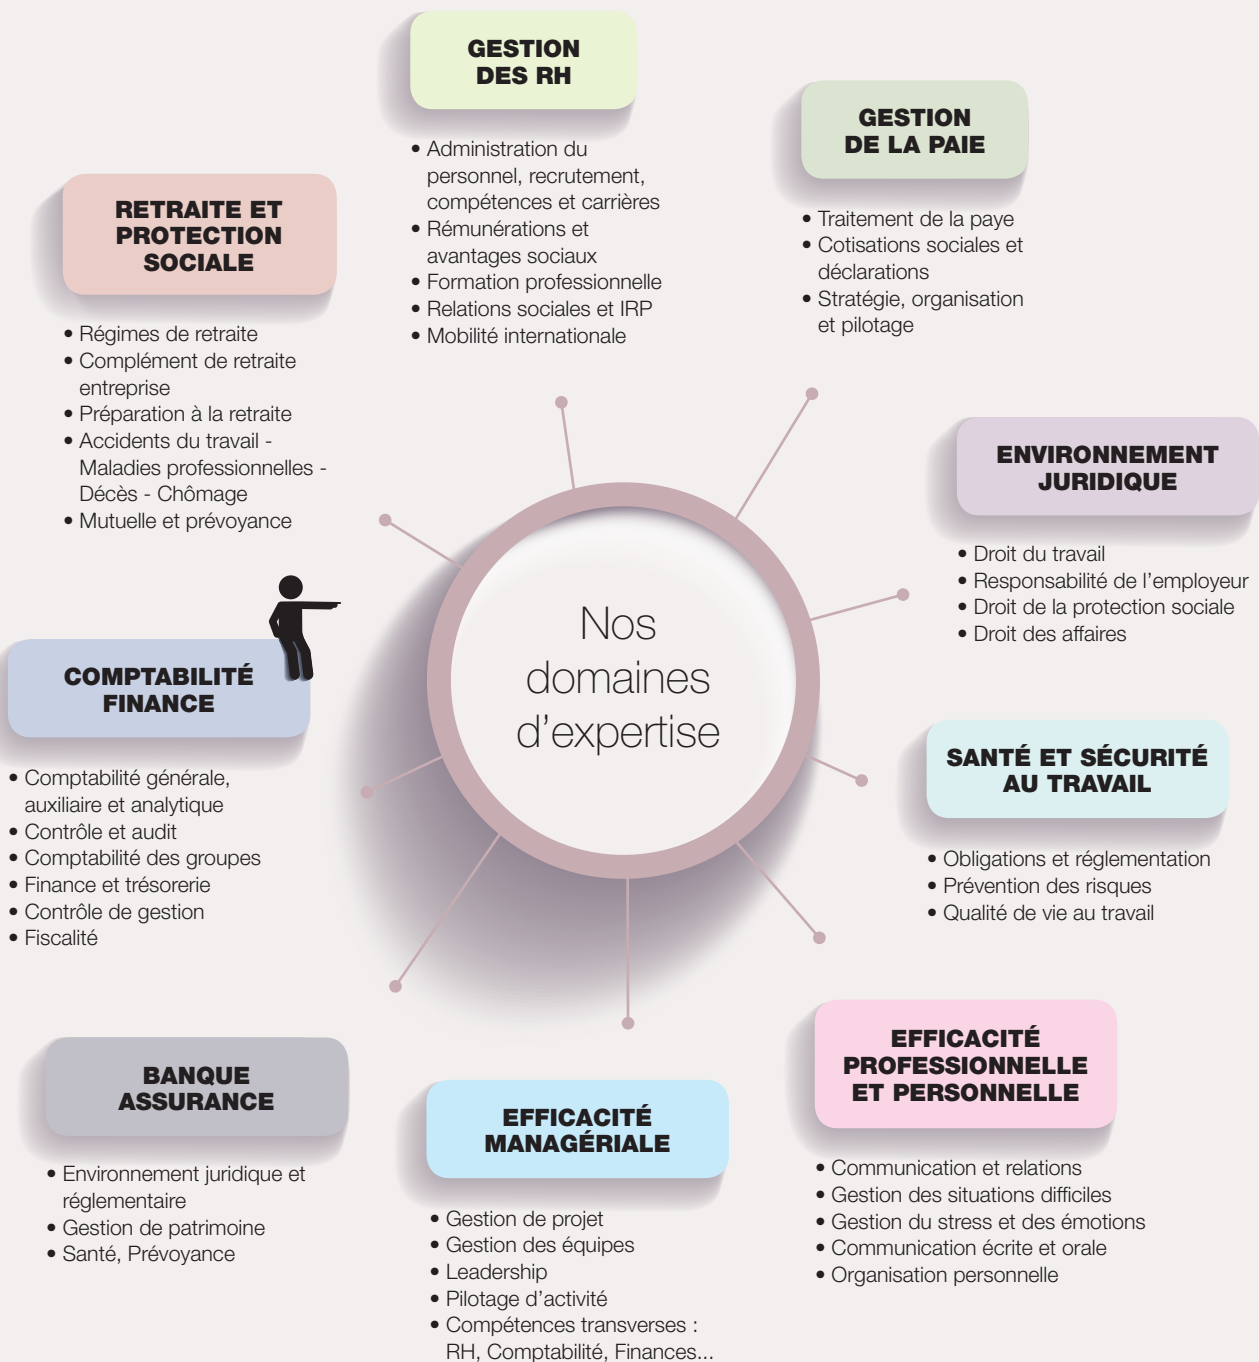 GESTION
DES RH
• Administration du
personnel, recrutement,
compétences et carrières
• Rémunérations et
avantages sociaux
• Formation professionnelle
• Relations sociales et IRP
• Mobilité internationale
GESTION
DE LA PAIE
• Traitement de la paye
• Cotisations sociales et
déclarations
• Stratégie, organisation
et pilotage
RETRAITE ET
PROTECTION
SOCIALE
• Régimes de retraite
• Complément de retraite
entreprise
• Préparation à la retraite
• Accidents du travail -
Maladies professionnelles -
Décès - Chômage
• Mutuelle et prévoyance
ENVIRONNEMENT
JURIDIQUE
• Droit du travail
• Responsabilité de l'employeur
• Droit de la protection sociale
• Droit des affaires
Nos
domaines
d'expertise
COMPTABILITÉ
FINANCE
• Comptabilité générale,
auxiliaire et analytique
• Contrôle et audit
• Comptabilité des groupes
• Finance et trésorerie
• Contrôle de gestion
• Fiscalité
SANTÉ ET SÉCURITÉ
AU TRAVAIL
• Obligations et réglementation
• Prévention des risques
• Qualité de vie au travail
BANQUE
ASSURANCE
• Environnement juridique et
réglementaire
• Gestion de patrimoine
• Santé, Prévoyance
EFFICACITÉ
MANAGÉRIALE
• Gestion de projet
• Gestion des équipes
• Leadership
• Pilotage d'activité
• Compétences transverses :
RH, Comptabilité, Finances...
EFFICACITÉ
PROFESSIONNELLE
ET PERSONNELLE
• Communication et relations
• Gestion des situations difficiles
• Gestion du stress et des émotions
• Communication écrite et orale
• Organisation personnelle